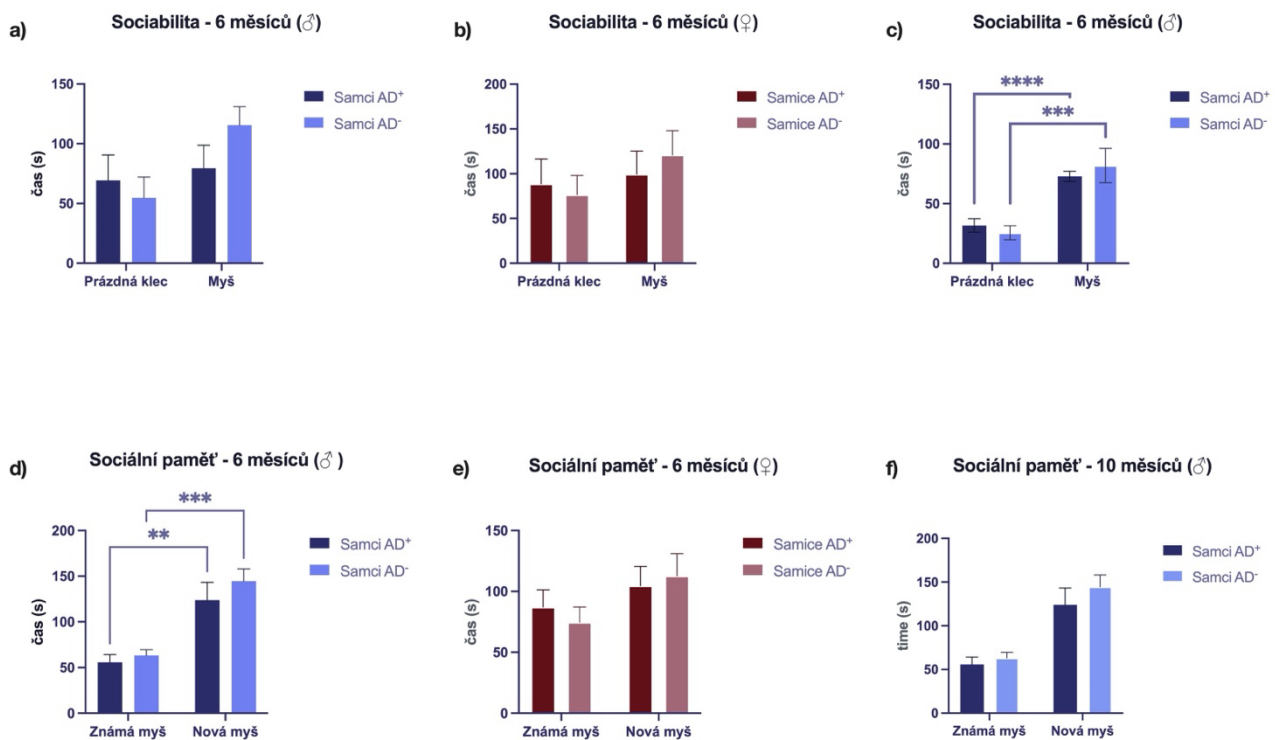 a)
Sociabilita - 6 měsíců (♂)
čas (s)
150
100
50
0
Prázdná klec
Myš
Samci AD⁺
Samci AD⁻
b)
Sociabilita - 6 měsíců (♀)
čas (s)
200
150
100
50
0
Prázdná klec
Myš
Samice AD⁺
Samice AD⁻
c)
Sociabilita - 6 měsíců (♂)
čas (s)
150
100
50
0
****
***
Prázdná klec
Myš
Samci AD⁺
Samci AD⁻
d)
Sociální paměť - 6 měsíců (♂)
čas (s)
200
150
100
50
0
***
**
Známá myš
Nová myš
Samci AD⁺
Samci AD⁻
e)
Sociální paměť - 6 měsíců (♀)
čas (s)
150
100
50
0
Známá myš
Nová myš
Samice AD⁺
Samice AD⁻
f)
Sociální paměť - 10 měsíců (♂)
time (s)
200
150
100
50
0
Známá myš
Nová myš
Samci AD⁺
Samci AD⁻